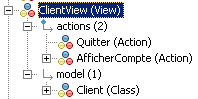 ClientView (View)
actions (2)
Quitter (Action)
AfficherCompte (Action)
model (1)
Client (Class)